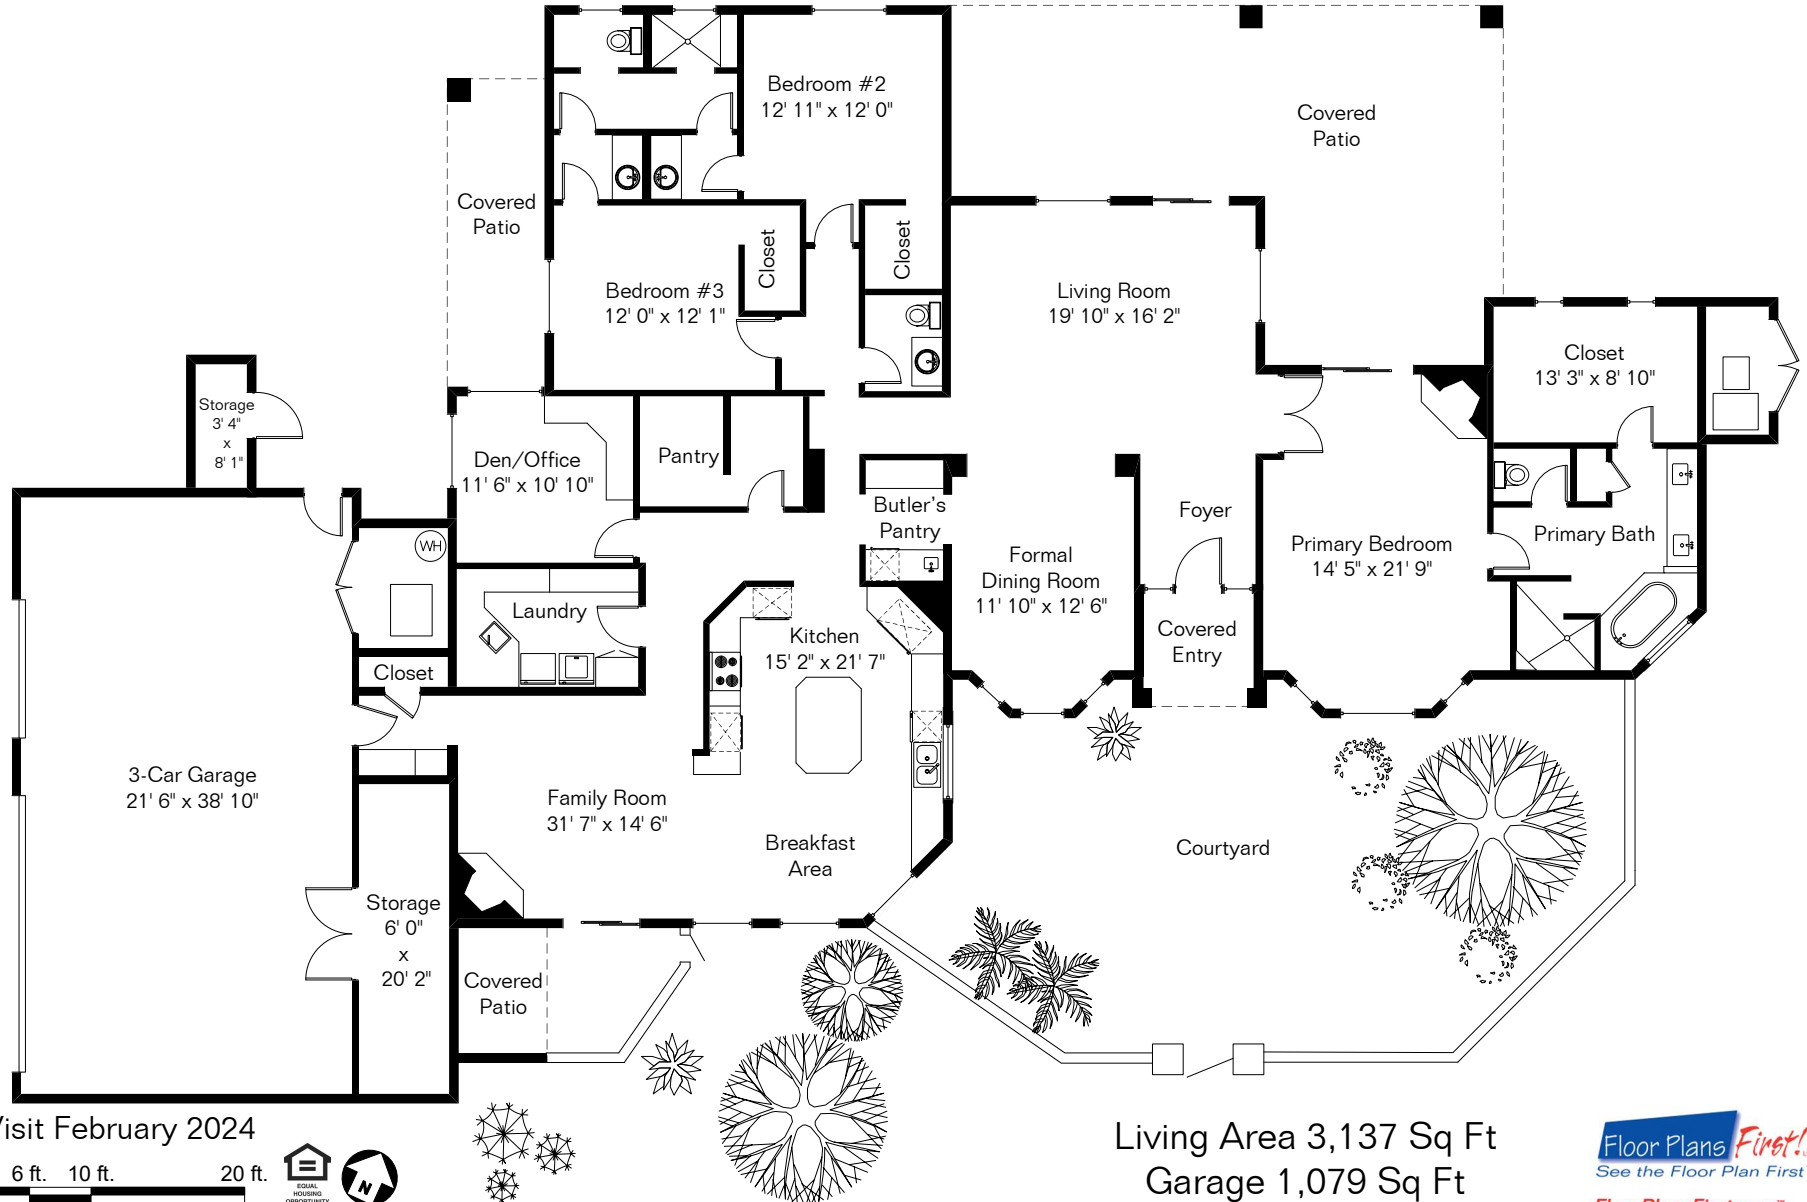 Bedroom #2
12' 11" x 12' 0"
Covered
Patio
Covered
Patio
Closet
Closet
Bedroom #3
12' 0" x 12' 1"
Living Room
19' 10" x 16' 2"
Closet
13' 3" x 8' 10"
Storage
3' 4"
x
8' 1"
Den/Office
11' 6" x 10' 10"
Pantry
Butler's
Pantry
Foyer
WH
Formal
Dining Room
11' 10" x 12' 6"
Primary Bedroom
14' 5" x 21' 9"
Primary Bath
Laundry
Kitchen
15' 2" x 21' 7"
Covered
Entry
Closet
3-Car Garage
21' 6" x 38' 10"
Family Room
31' 7" x 14' 6"
Breakfast
Area
Courtyard
Storage
6' 0"
x
20' 2"
Covered
Patio
Visit February 2024
6 ft. 10 ft. 20 ft.
EQUAL
HOUSING
OPPORTUNITY
N
Living Area 3,137 Sq Ft
Garage 1,079 Sq Ft
Floor Plans First!
See the Floor Plan First